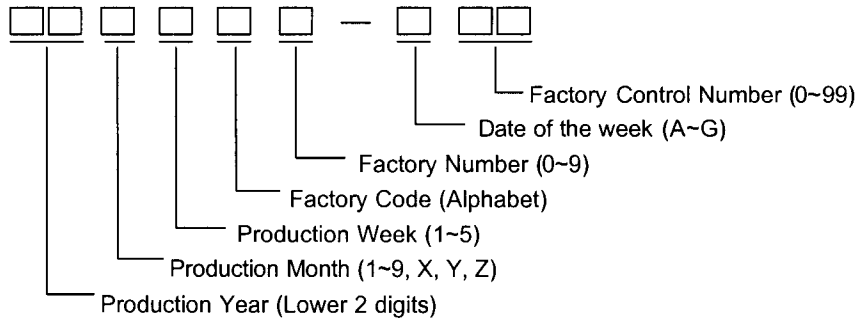 Factory Control Number (0~99)
Date of the week (A~G)
Factory Number (0~9)
Factory Code (Alphabet)
Production Week (1~5)
Production Month (1~9, X, Y, Z)
Production Year (Lower 2 digits)